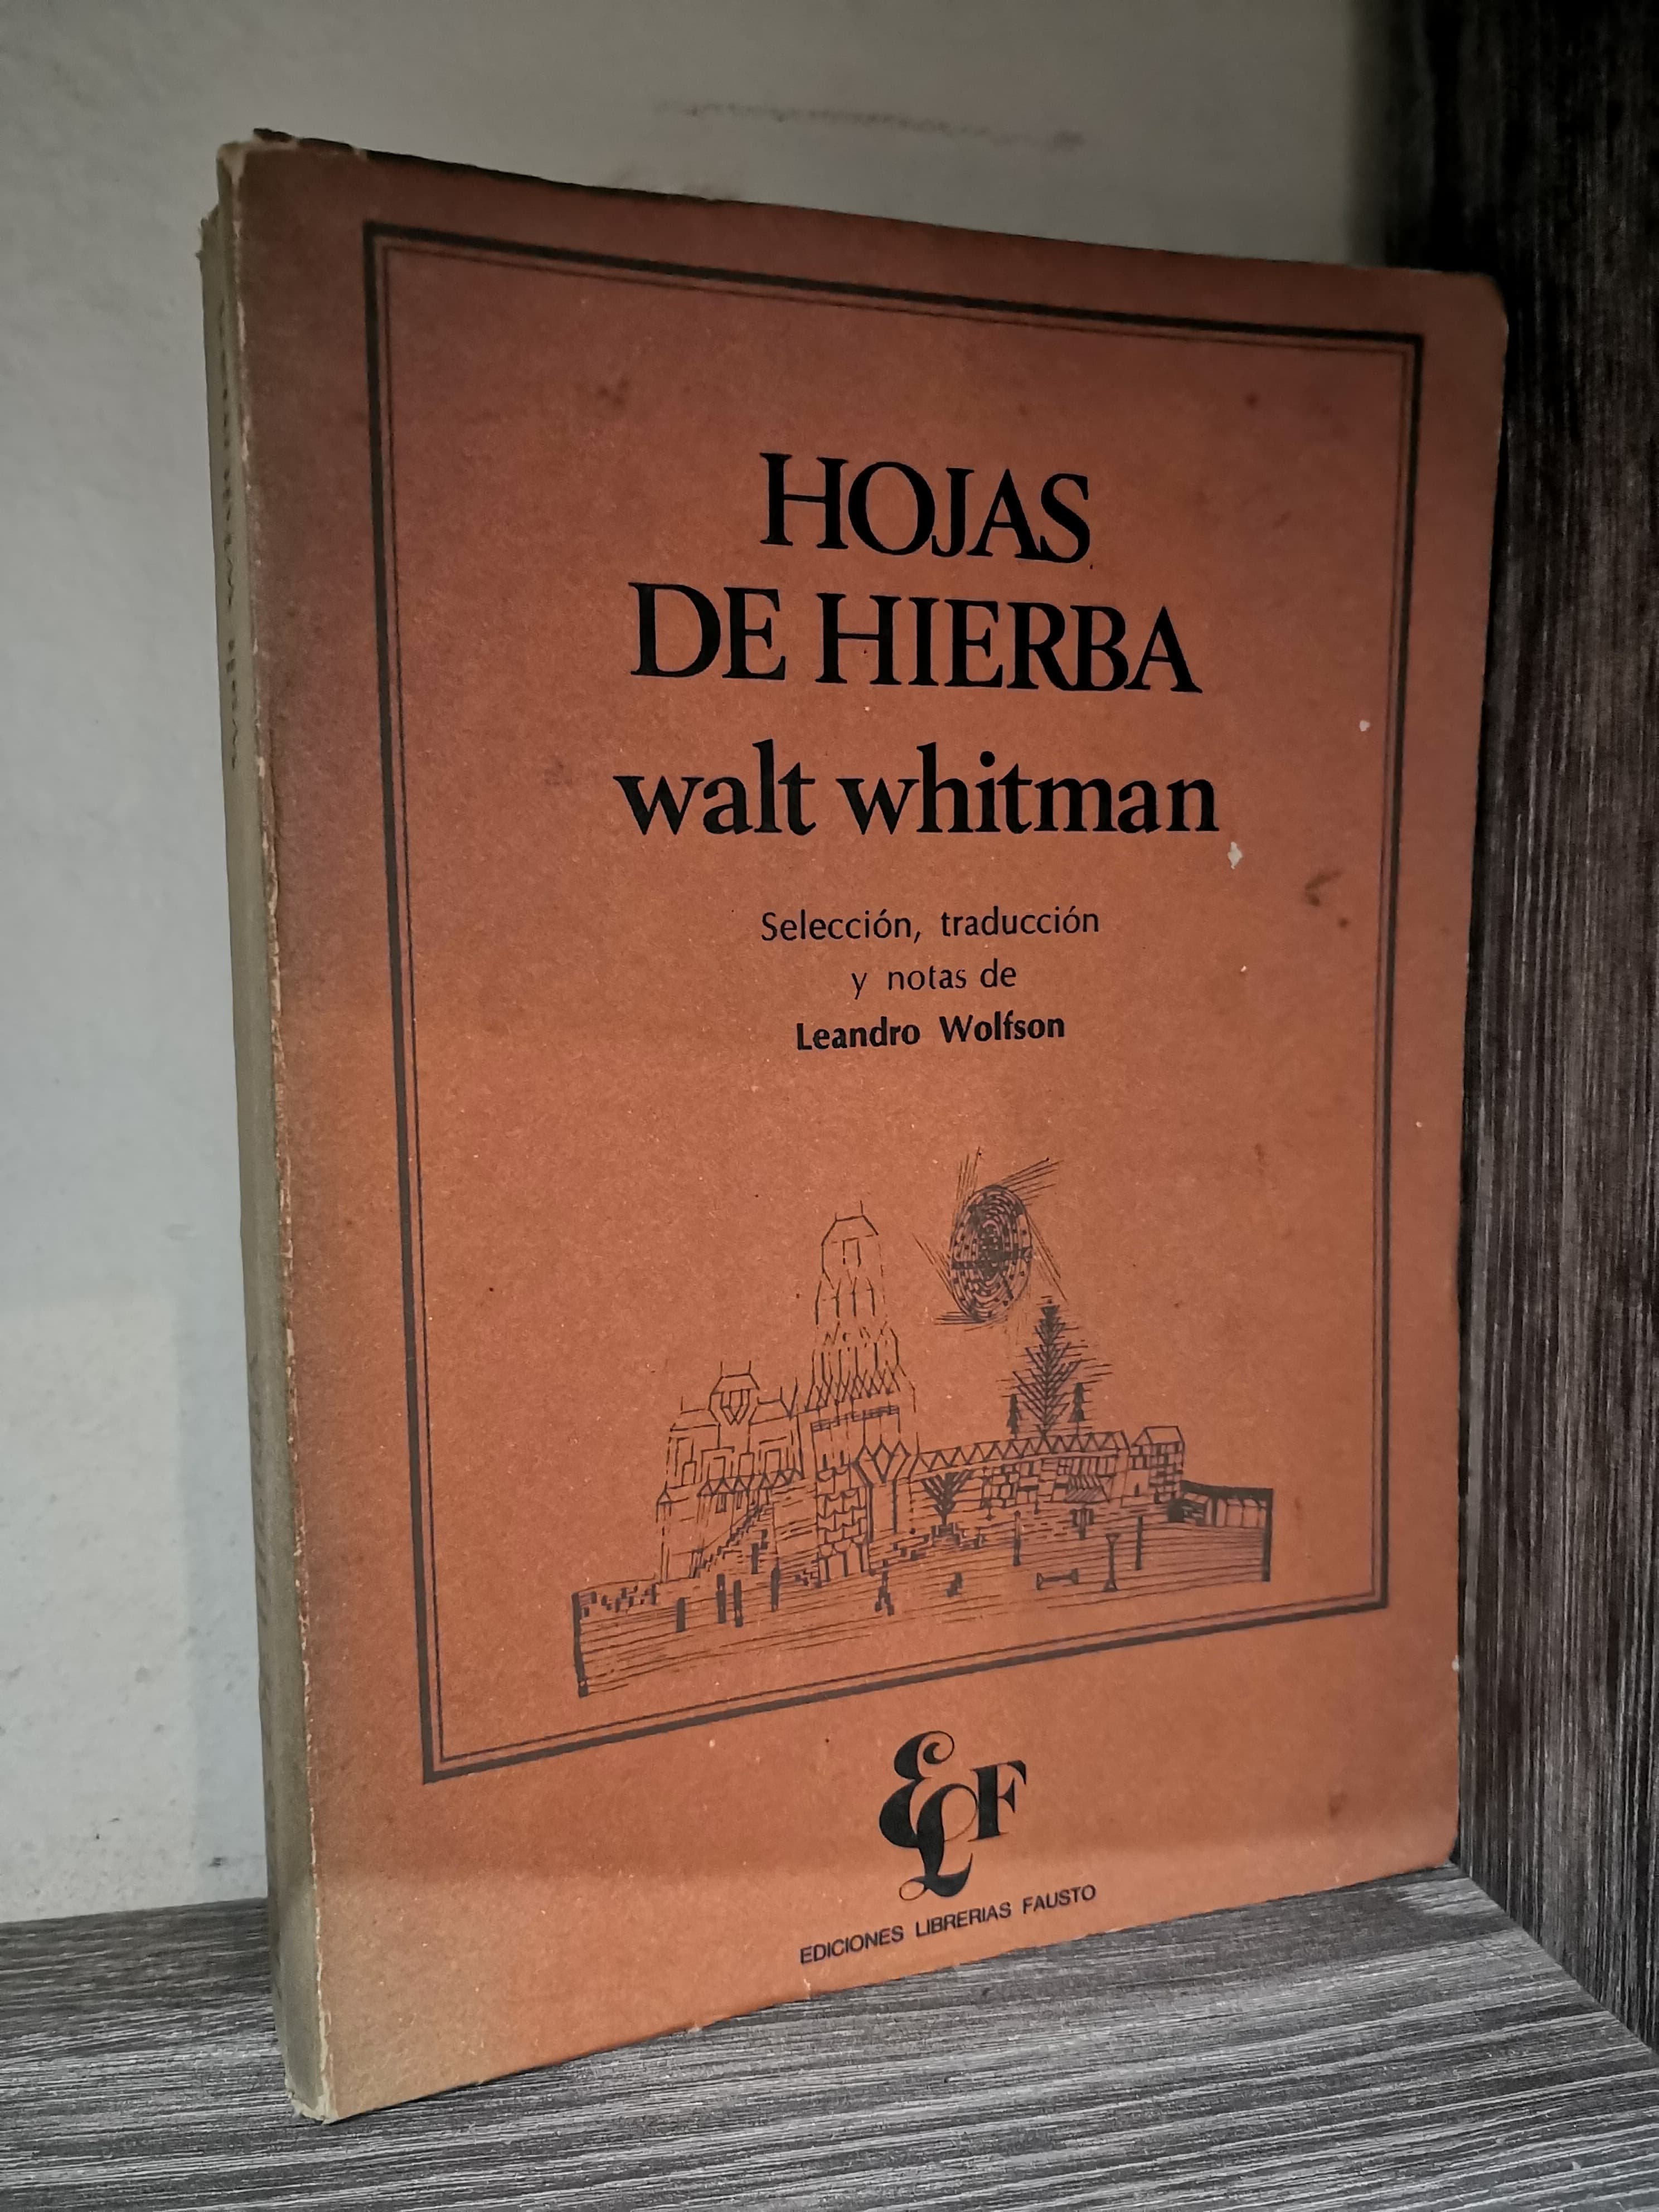 HOJAS
DE HIERBA
walt whitman
Selección, traducción
y notas de
Leandro Wolfson
ELF
EDICIONES LIBRERIAS FAUSTO